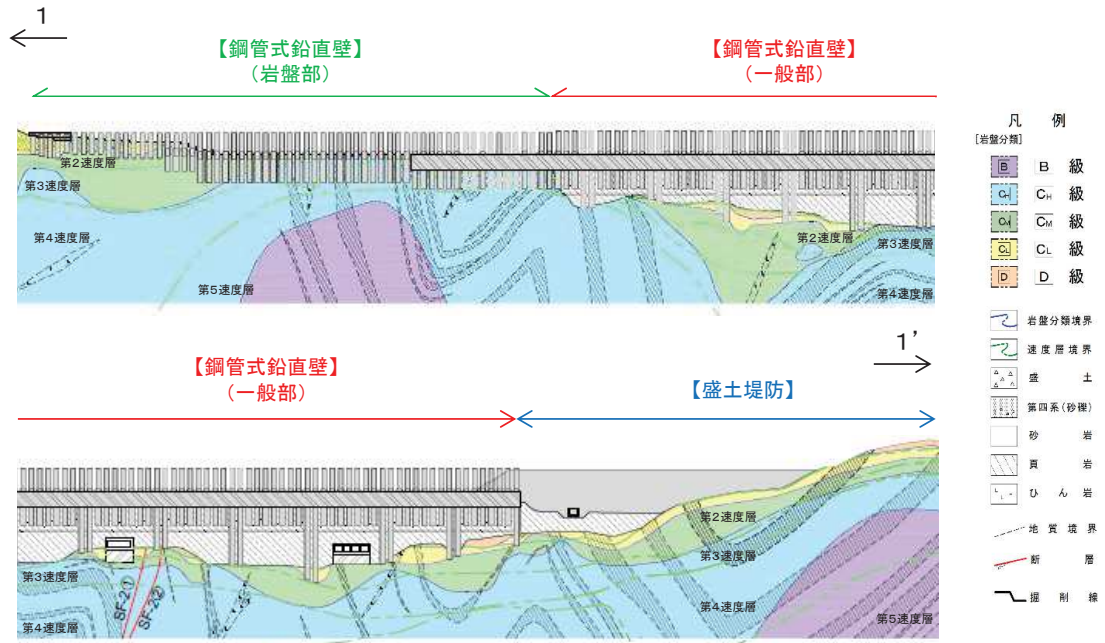 1
【鋼管式鉛直壁】
(岩盤部)
【鋼管式鉛直壁】
(一般部)
第2速度層
第3速度層
第4速度層
第5速度層
第2速度層
第3速度層
第4速度層
1’
【鋼管式鉛直壁】
(一般部)
【盛土堤防】
第3速度層
第4速度層
SF-2(1)
SF-2(2)
第2速度層
第3速度層
第4速度層
第5速度層
凡 例
[岩盤分類]
B B 級
CH CH 級
CM CM 級
CL CL 級
D D 級
岩盤分類境界
速度層境界
盛 土
第四系(砂礫)
砂 岩
頁 岩
ひ ん 岩
地 質 境 界
断 層
掘 削 線